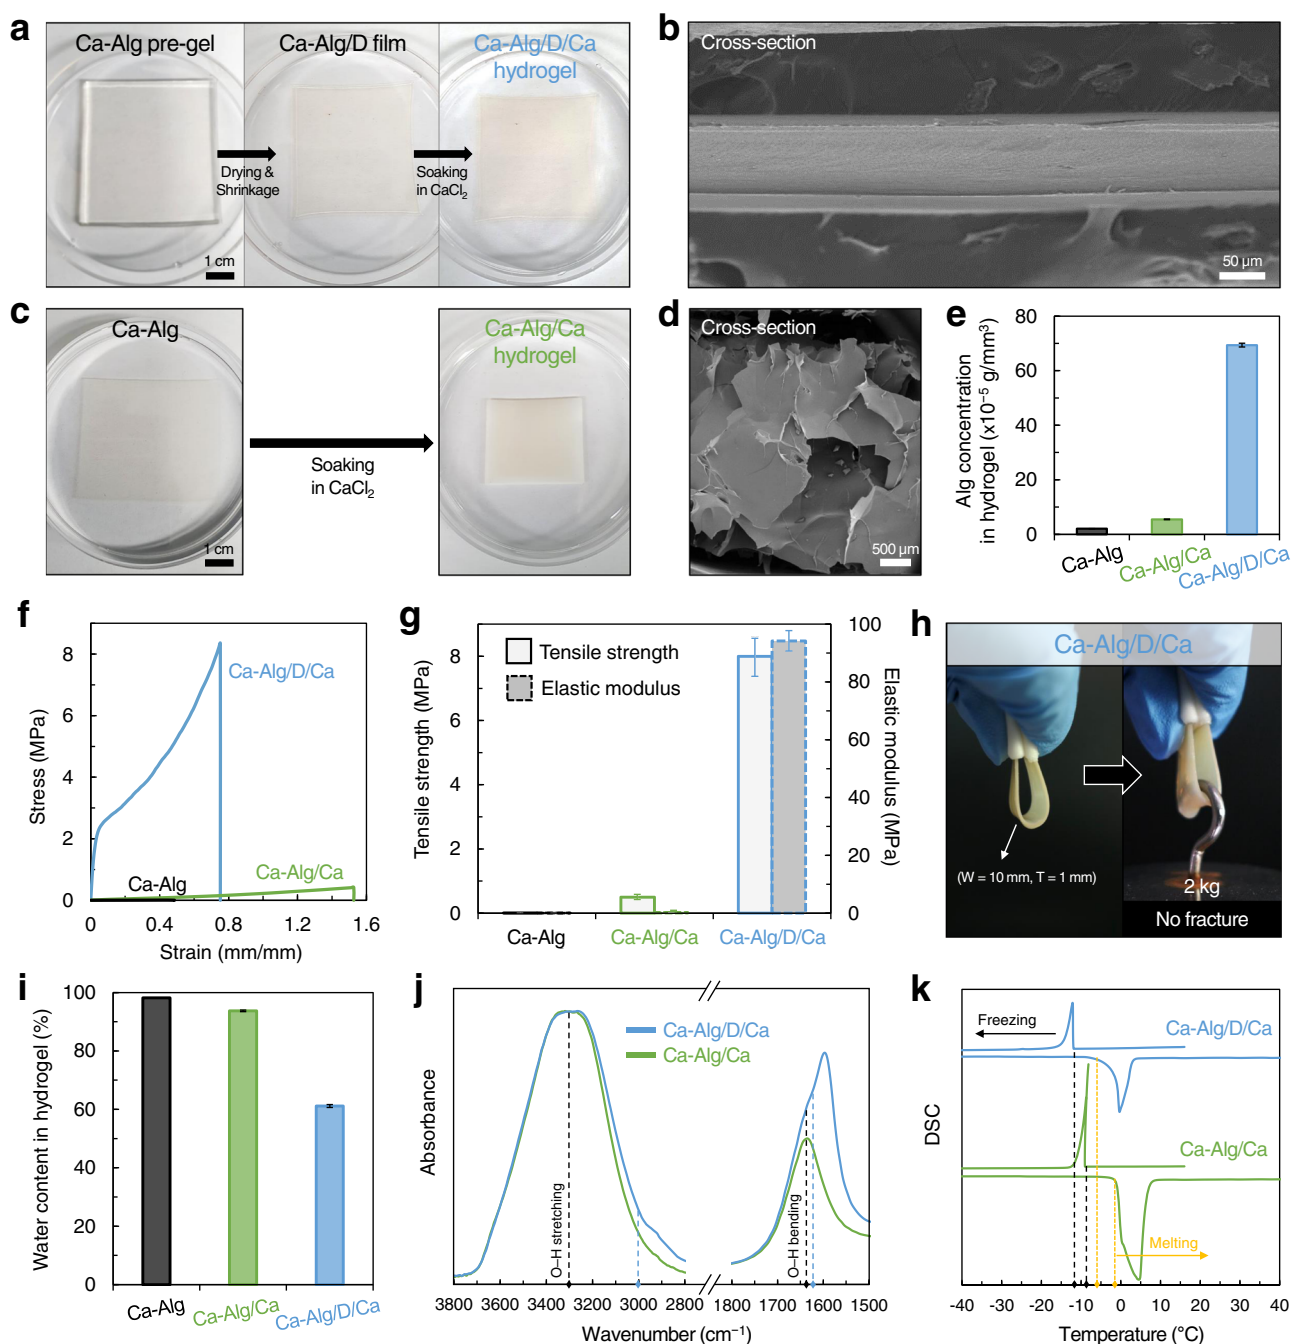 a
Ca-Alg pre-gel
Ca-Alg/D film
Ca-Alg/D/Ca
hydrogel
Drying &
Shrinkage
Soaking
in CaCl₂
1 cm
b
Cross-section
50 µm
c
Ca-Alg
Ca-Alg/Ca
hydrogel
Soaking
in CaCl₂
1 cm
d
Cross-section
500 µm
e
Alg concentration
in hydrogel (x10⁻⁵ g/mm³)
80
60
40
20
0
Ca-Alg
Ca-Alg/Ca
Ca-Alg/D/Ca
f
Stress (MPa)
8
6
4
2
0
Ca-Alg/D/Ca
Ca-Alg
Ca-Alg/Ca
0 0.4 0.8 1.2 1.6
Strain (mm/mm)
g
Tensile strength (MPa)
8
6
4
2
0
Tensile strength
Elastic modulus
100
80
60
40
20
0
Elastic modulus (MPa)
Ca-Alg Ca-Alg/Ca Ca-Alg/D/Ca
h
Ca-Alg/D/Ca
(W = 10 mm, T = 1 mm)
2 kg
No fracture
i
Water content in hydrogel (%)
100
80
60
40
20
0
Ca-Alg
Ca-Alg/Ca
Ca-Alg/D/Ca
j
Absorbance
Ca-Alg/D/Ca
Ca-Alg/Ca
O–H stretching
O–H bending
3800 3600 3400 3200 3000 2800 1800 1700 1600 1500
Wavenumber (cm⁻¹)
k
DSC
Freezing
Ca-Alg/D/Ca
Ca-Alg/Ca
Melting
-40 -30 -20 -10 0 10 20 30 40
Temperature (°C)